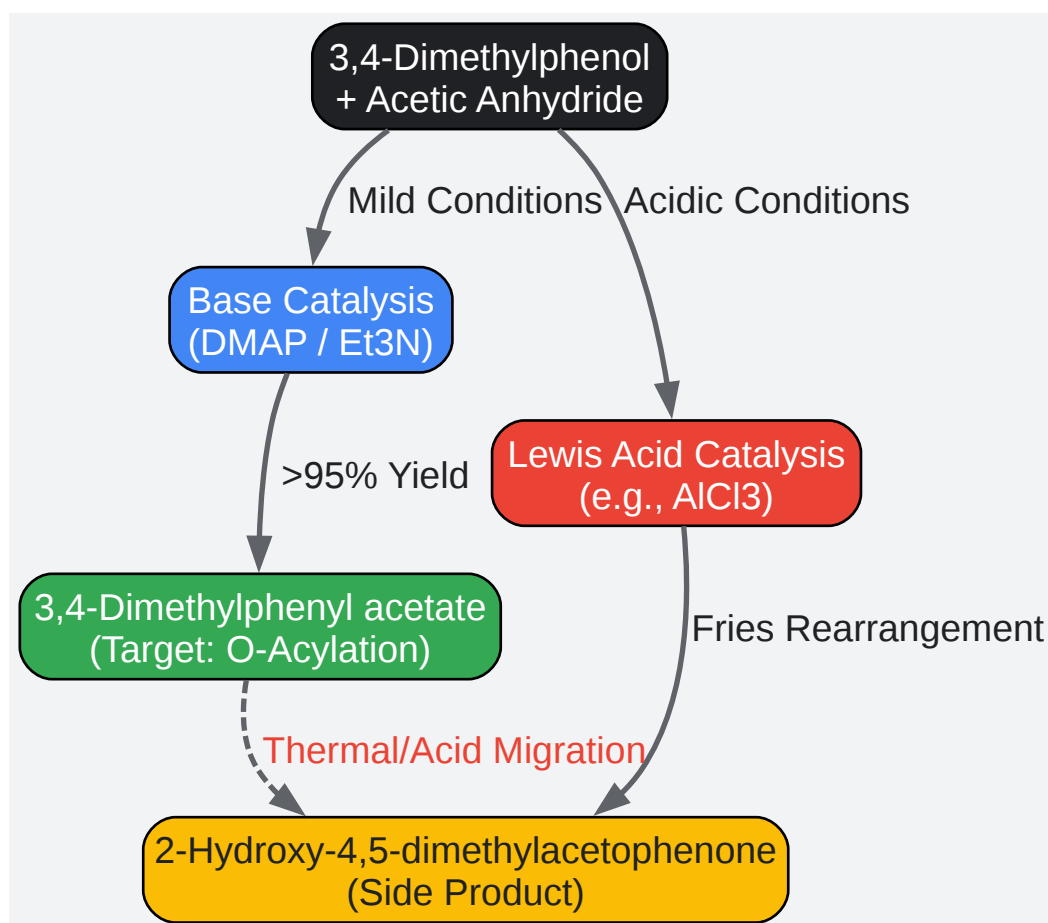 3,4-Dimethylphenol
+ Acetic Anhydride
Mild Conditions
Acidic Conditions
Base Catalysis
(DMAP / Et3N)
Lewis Acid Catalysis
(e.g., AlCl3)
>95% Yield
3,4-Dimethylphenyl acetate
(Target: O-Acylation)
Fries Rearrangement
Thermal/Acid Migration
2-Hydroxy-4,5-dimethylacetophenone
(Side Product)